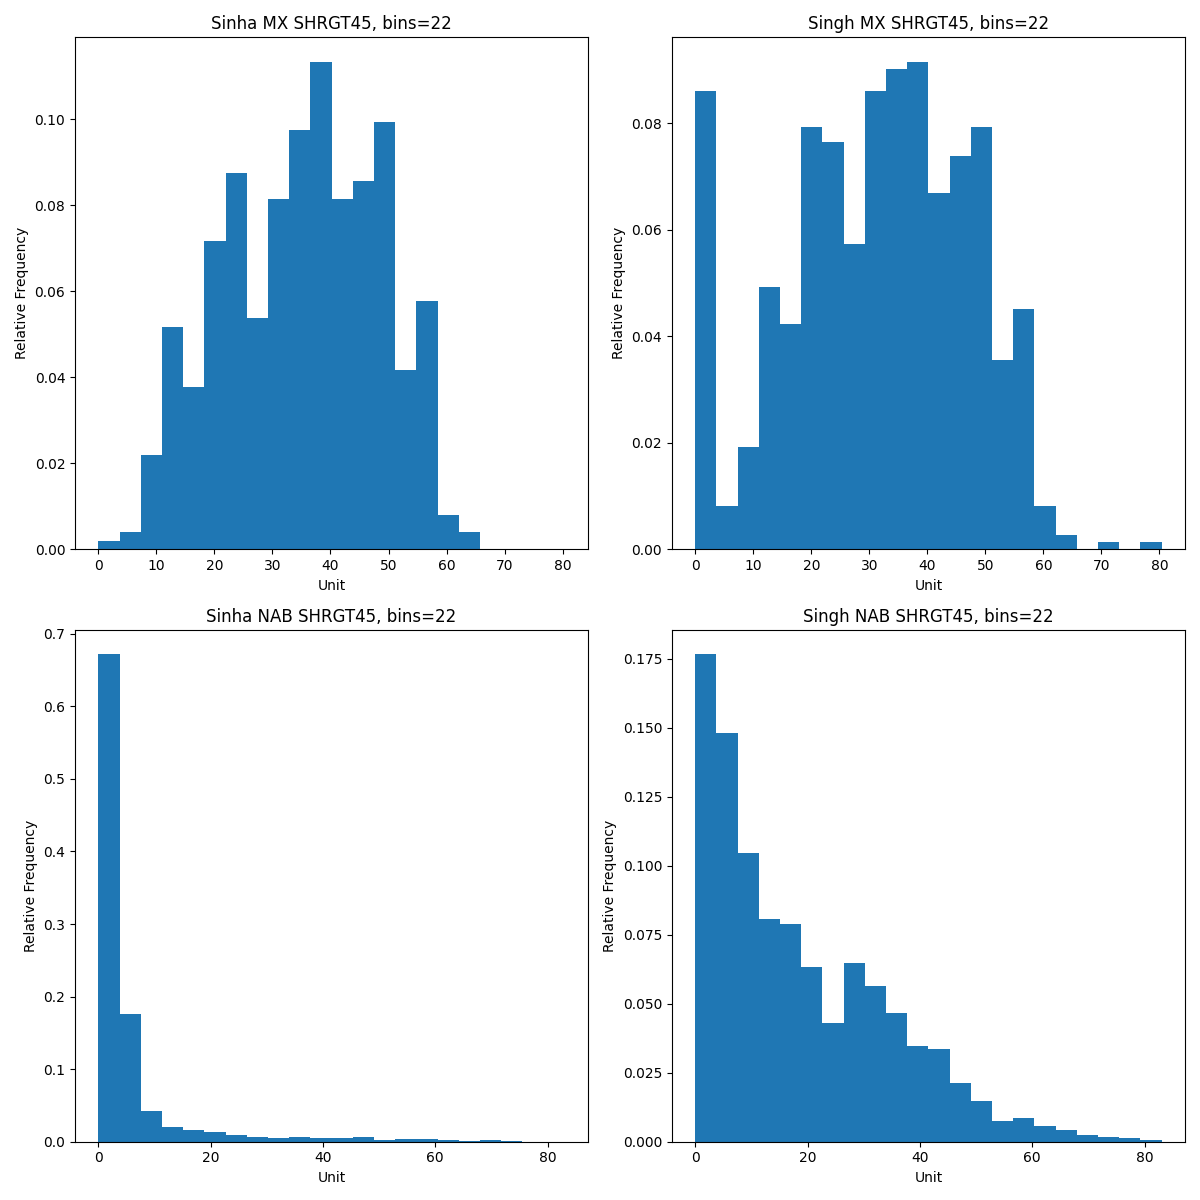 Sinha MX SHRGT45, bins=22
Relative Frequency
0.10
0.08
0.06
0.04
0.02
0.00
0 10 20 30 40 50 60 70 80
Unit
Singh MX SHRGT45, bins=22
Relative Frequency
0.08
0.06
0.04
0.02
0.00
0 10 20 30 40 50 60 70 80
Unit
Sinha NAB SHRGT45, bins=22
Relative Frequency
0.7
0.6
0.5
0.4
0.3
0.2
0.1
0.0
0 20 40 60 80
Unit
Singh NAB SHRGT45, bins=22
Relative Frequency
0.175
0.150
0.125
0.100
0.075
0.050
0.025
0.000
0 20 40 60 80
Unit